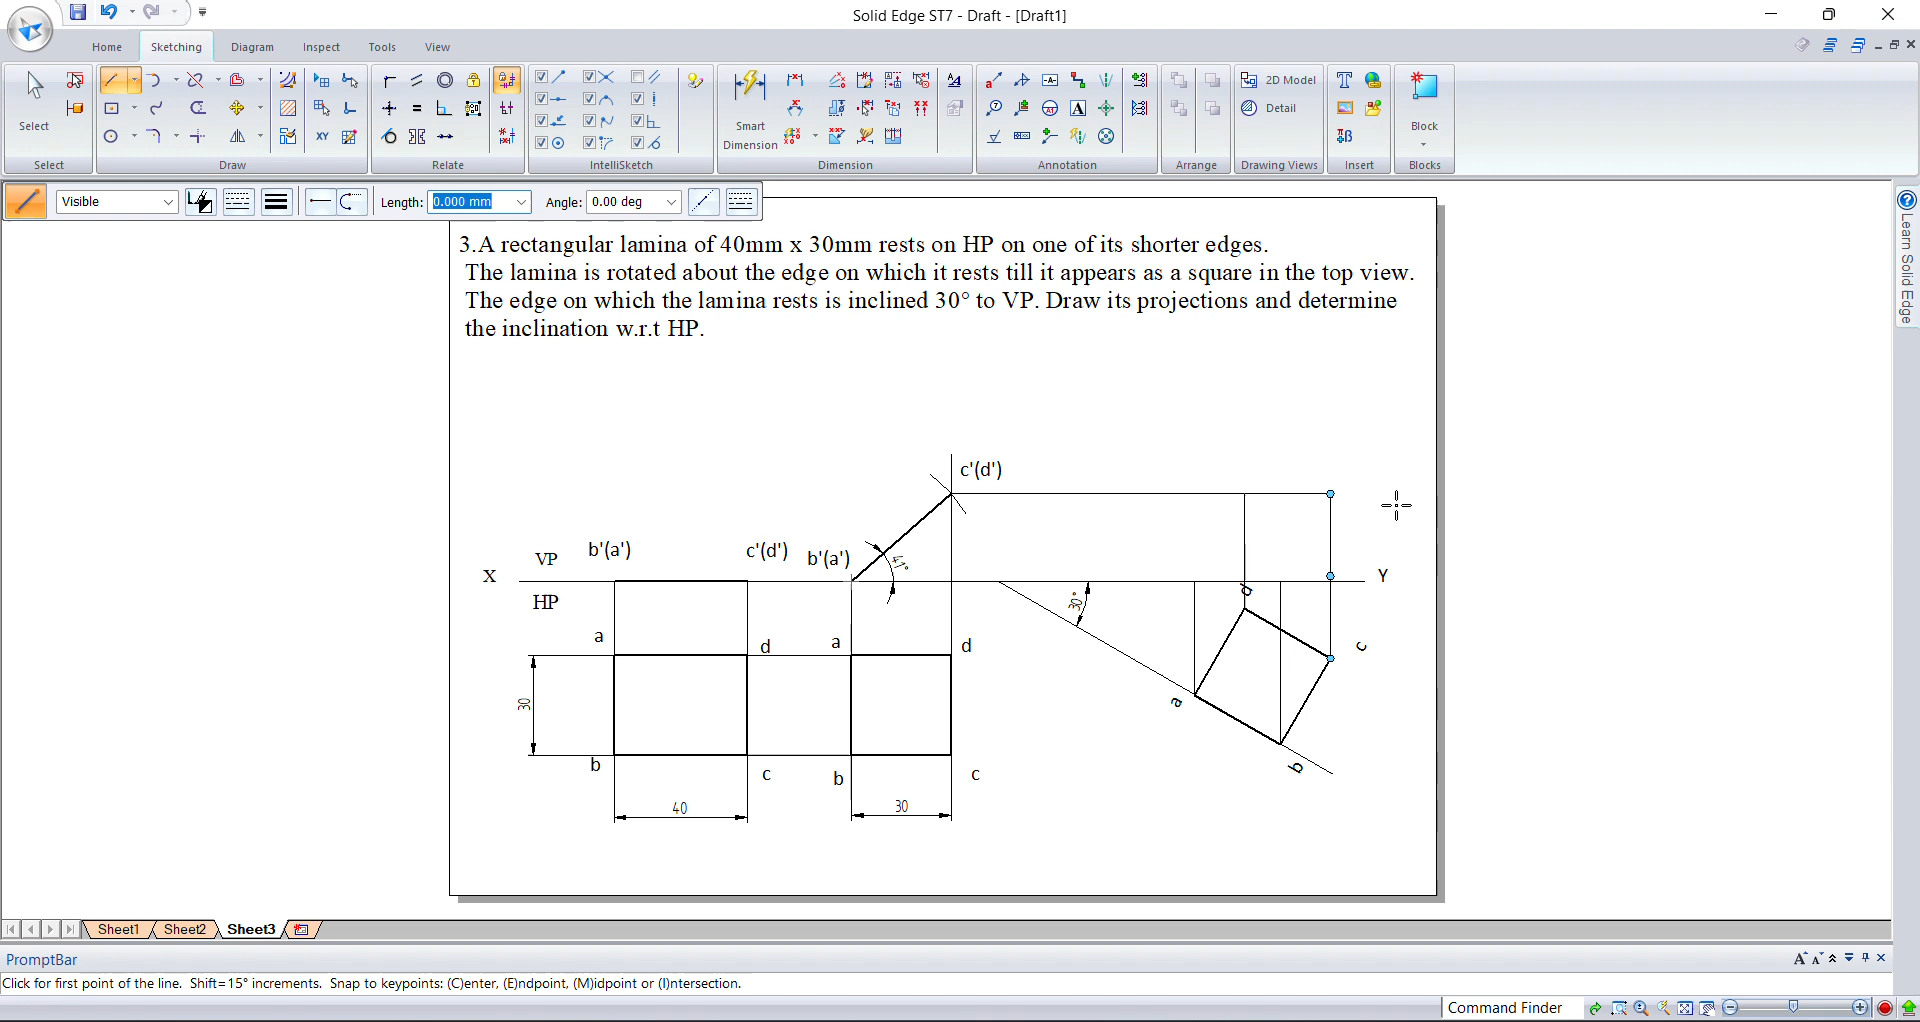 Solid Edge ST7 - Draft - [Draft1]
Home Sketching Diagram Inspect Tools View
Select
Smart
Dimension
2D Model
Detail
Block
Select Draw Relate IntelliSketch Dimension Annotation Arrange Drawing Views Insert Blocks
Visible Length: 0.000 mm Angle: 0.00 deg
Learn Solid Edge
3.A rectangular lamina of 40mm x 30mm rests on HP on one of its shorter edges.
The lamina is rotated about the edge on which it rests till it appears as a square in the top view.
The edge on which the lamina rests is inclined 30° to VP. Draw its projections and determine
the inclination w.r.t HP.
c'(d')
VP b'(a') c'(d') b'(a') 41°
X Y
HP 30° d
a d a d c
30 a
b c b c b
40 30
Sheet1 Sheet2 Sheet3
PromptBar
Click for first point of the line. Shift=15° increments. Snap to keypoints: (C)enter, (E)ndpoint, (M)idpoint or (I)ntersection.
Command Finder